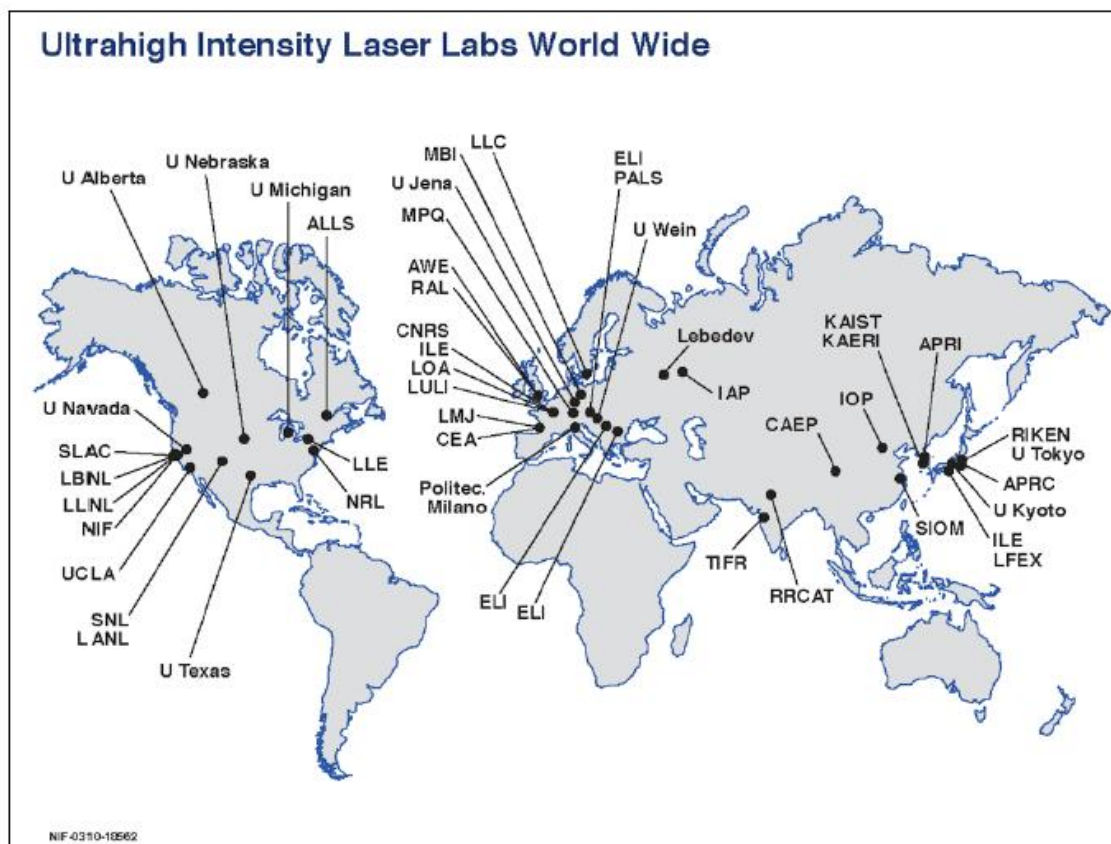 Ultrahigh Intensity Laser Labs World Wide
U Alberta
U Nebraska
U Michigan
ALLS
U Navada
SLAC
LBNL
LLNL
NIF
UCLA
SNL
LANL
U Texas
LLE
NRL
LLC
MBI
U Jena
MPQ
AWE
RAL
CNRS
ILE
LOA
LULI
LMJ
CEA
Politec.
Milano
ELI
ELI
ELI
PALS
U Wein
Lebedev
IAP
TIFR
RRCAT
CAEP
IOP
KAIST
KAERI
APRI
RIKEN
U Tokyo
APRC
U Kyoto
ILE
LFEX
SIOM
NIF-0310-18562